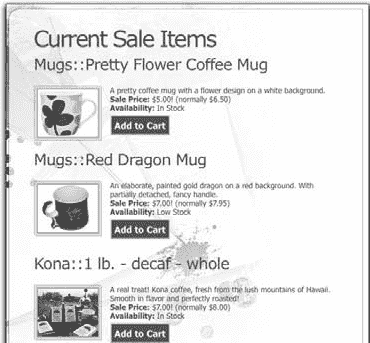 Current Sale Items
Mugs::Pretty Flower Coffee Mug
A pretty coffee mug with a flower design on a white background.
Sale Price: $5.00! (normally $6.50)
Availability: In Stock
Add to Cart
Mugs::Red Dragon Mug
An elaborate, painted gold dragon on a red background. With
partially detached, fancy handle.
Sale Price: $7.00! (normally $7.95)
Availability: Low Stock
Add to Cart
Kona::1 lb. - decaf - whole
A real treat! Kona coffee, fresh from the lush mountains of Hawaii.
Smooth in flavor and perfectly roasted!
Sale Price: $7.00! (normally $8.00)
Availability: In Stock
Add to Cart